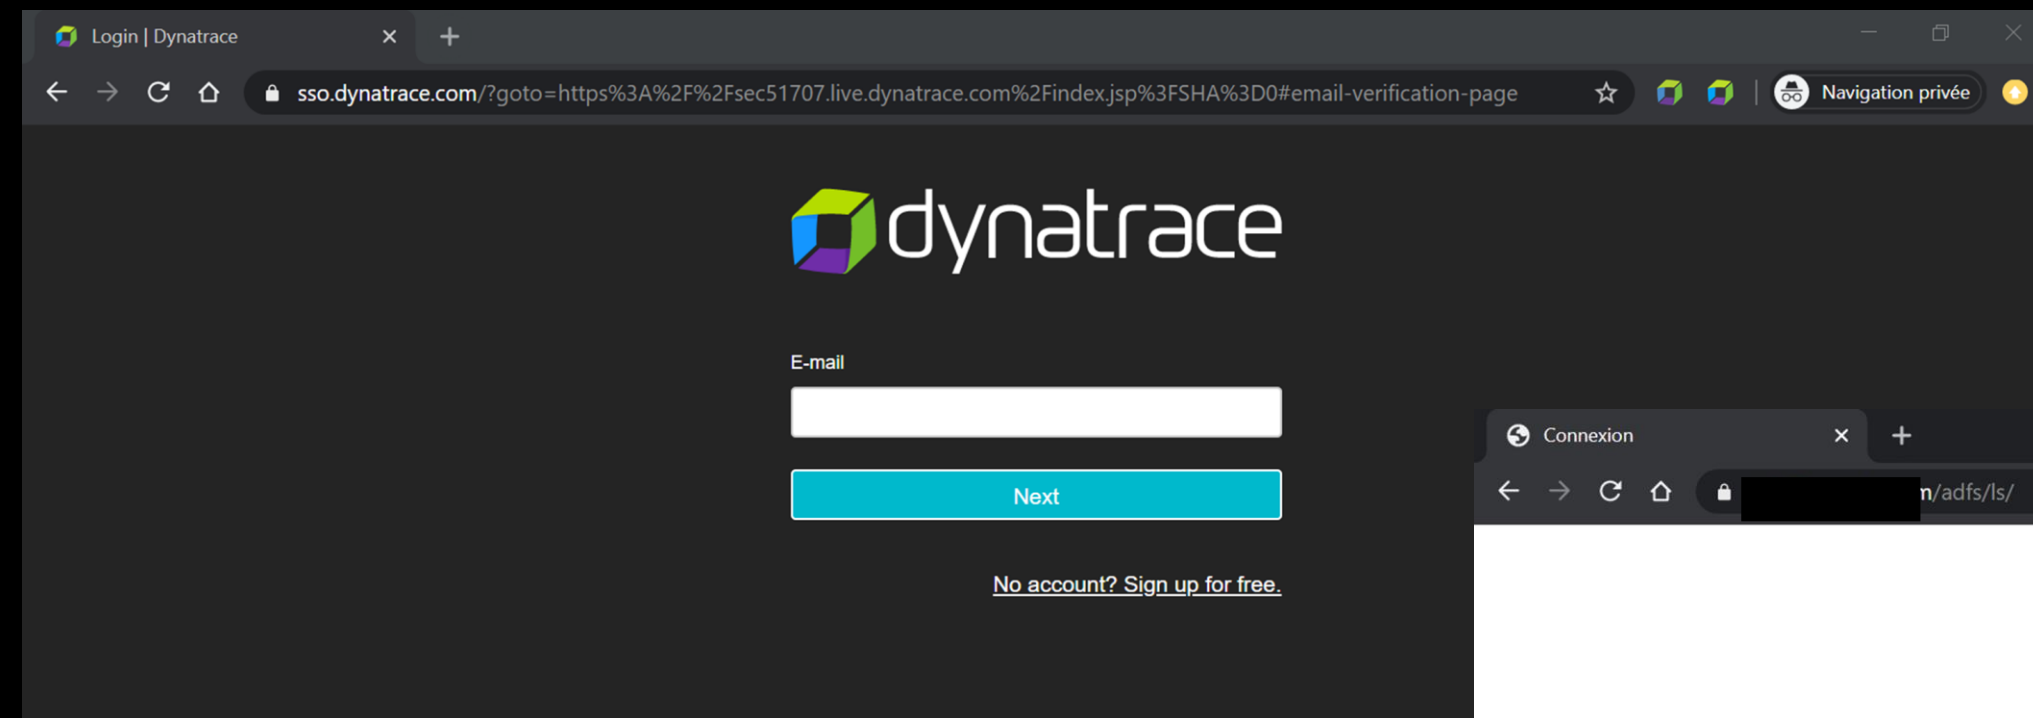 Login | Dynatrace
sso.dynatrace.com/?goto=https%3A%2F%2Fsec51707.live.dynatrace.com%2Findex.jsp%3FSHA%3D0#email-verification-page
Navigation privée
dynatrace
E-mail
Next
No account? Sign up for free.
Connexion
m/adfs/ls/